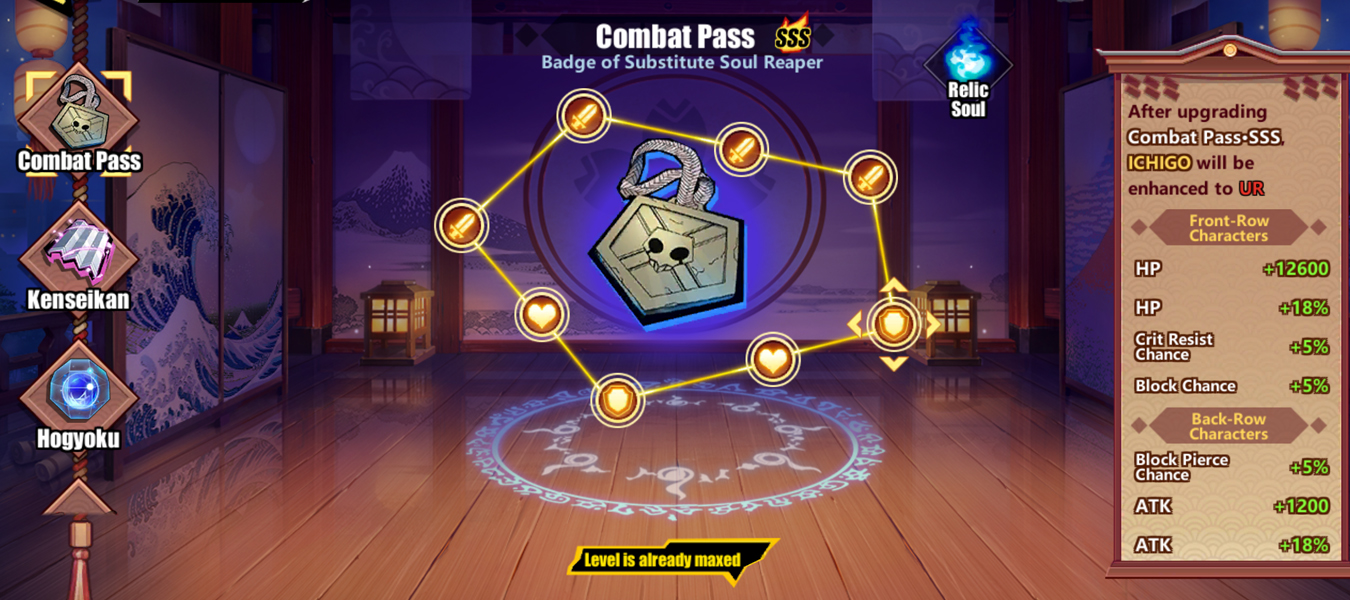 Combat Pass SSS
Badge of Substitute Soul Reaper
Combat Pass
Kenseikan
Hogyoku
Relic
Soul
Level is already maxed
After upgrading
Combat Pass·SSS,
ICHIGO will be
enhanced to UR
Front-Row
Characters
HP +12600
HP +18%
Crit Resist
Chance +5%
Block Chance +5%
Back-Row
Characters
Block Pierce
Chance +5%
ATK +1200
ATK +18%